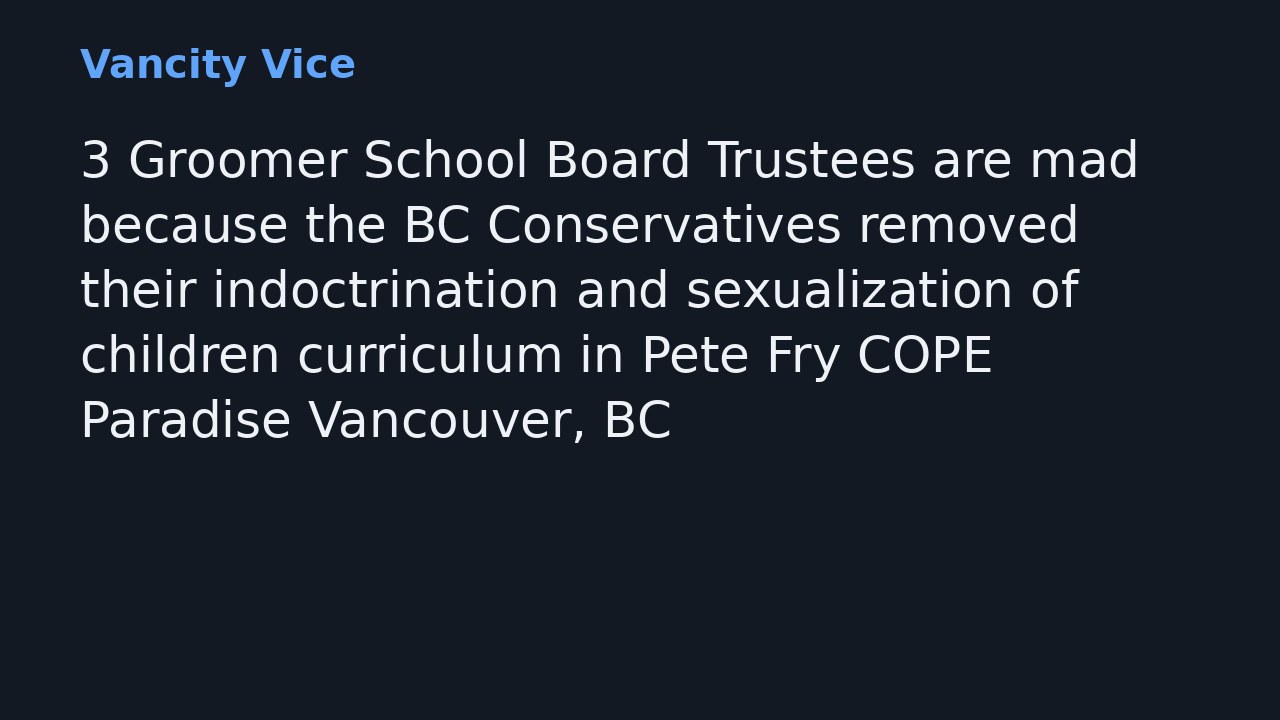 Vancity Vice
3 Groomer School Board Trustees are mad
because the BC Conservatives removed
their indoctrination and sexualization of
children curriculum in Pete Fry COPE
Paradise Vancouver, BC